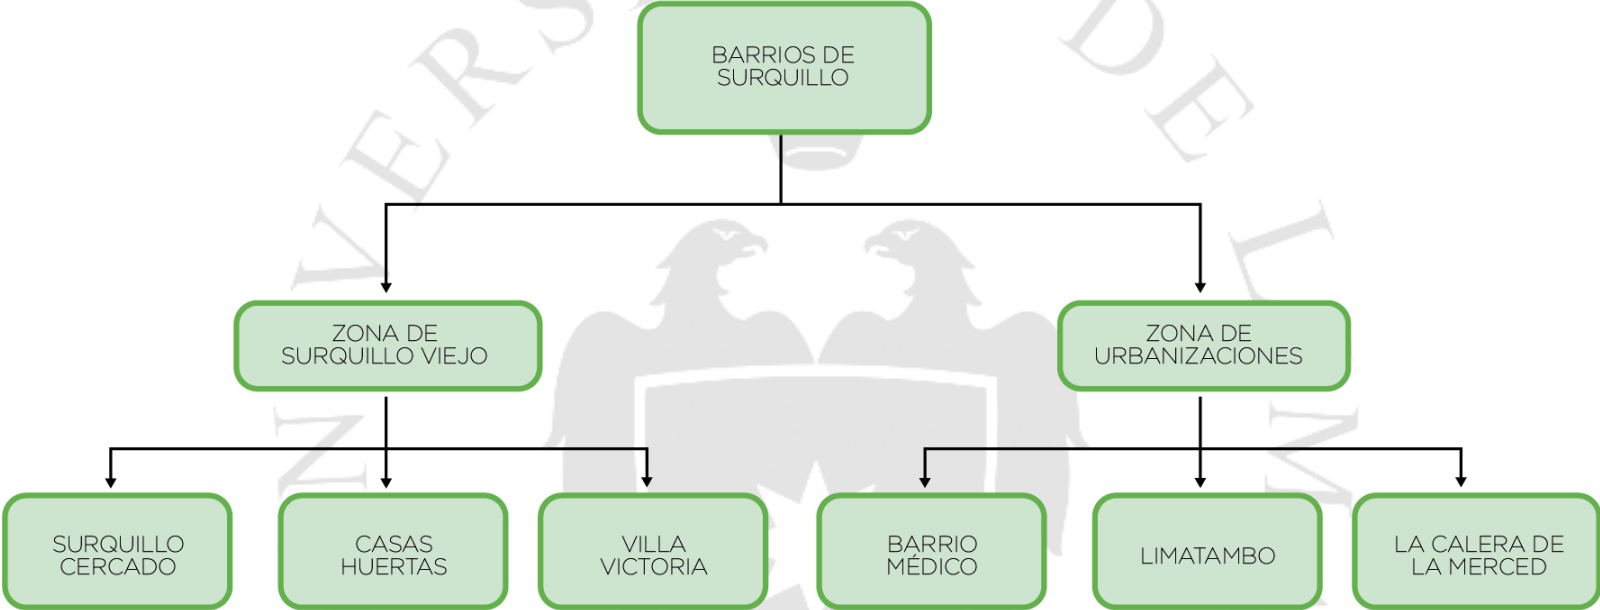 BARRIOS DE
SURQUILLO
ZONA DE
SURQUILLO VIEJO
ZONA DE
URBANIZACIONES
SURQUILLO
CERCADO
CASAS
HUERTAS
VILLA
VICTORIA
BARRIO
MÉDICO
LIMATAMBO
LA CALERA DE
LA MERCED